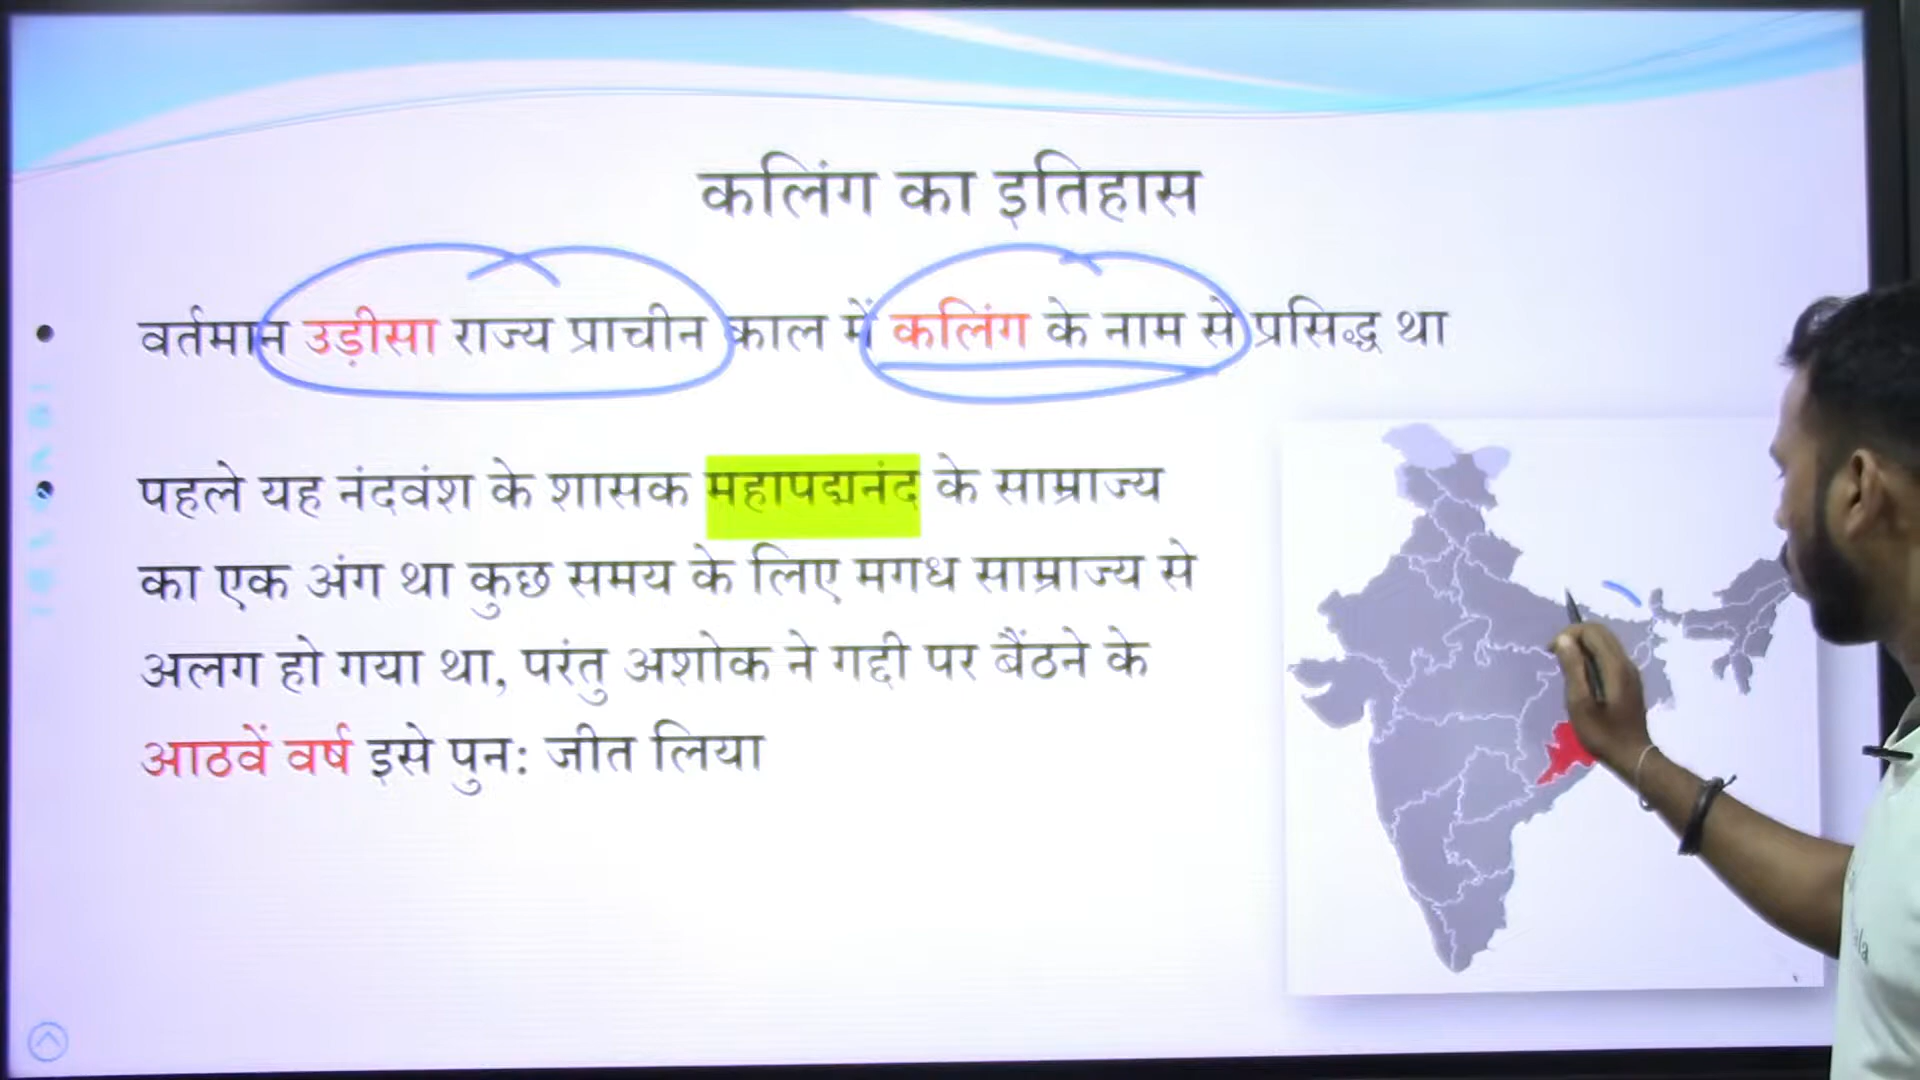 कलिंग का इतिहास
• वर्तमान उड़ीसा राज्य प्राचीन काल में कलिंग के नाम से प्रसिद्ध था
• पहले यह नंदवंश के शासक महापद्मनंद के साम्राज्य
का एक अंग था कुछ समय के लिए मगध साम्राज्य से
अलग हो गया था, परंतु अशोक ने गद्दी पर बैंठने के
आठवें वर्ष इसे पुन: जीत लिया